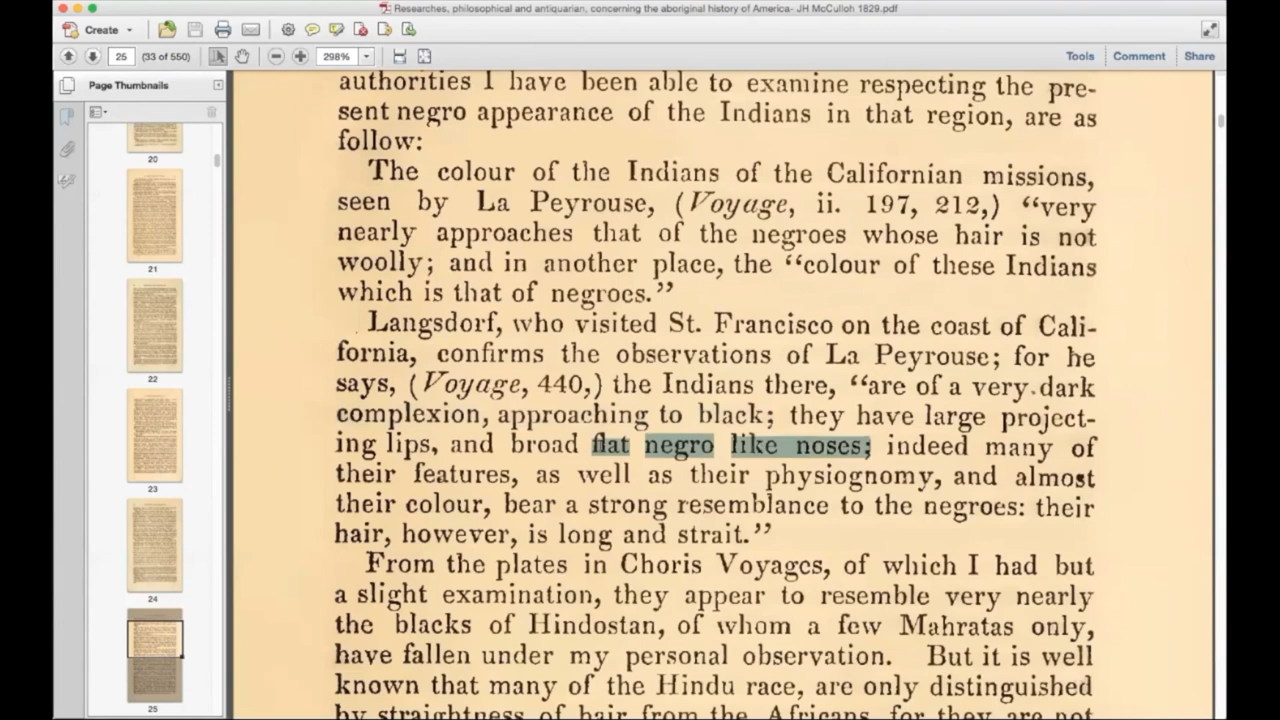 Researches, philosophical and antiquarian, concerning the aboriginal history of America- JH McCulloh 1829.pdf
Create
25 (33 of 550) 298% Tools Comment Share
Page Thumbnails
20
21
22
23
24
25
authorities I have been able to examine respecting the pre-
sent negro appearance of the Indians in that region, are as
follow:
The colour of the Indians of the Californian missions,
seen by La Peyrouse, (Voyage, ii. 197, 212,) “very
nearly approaches that of the negroes whose hair is not
woolly; and in another place, the “colour of these Indians
which is that of negroes.”
Langsdorf, who visited St. Francisco on the coast of Cali-
fornia, confirms the observations of La Peyrouse; for he
says, (Voyage, 440,) the Indians there, “are of a very dark
complexion, approaching to black; they have large project-
ing lips, and broad flat negro like noses; indeed many of
their features, as well as their physiognomy, and almost
their colour, bear a strong resemblance to the negroes: their
hair, however, is long and strait.”
From the plates in Choris Voyages, of which I had but
a slight examination, they appear to resemble very nearly
the blacks of Hindostan, of whom a few Mahratas only,
have fallen under my personal observation. But it is well
known that many of the Hindu race, are only distinguished
by straightness of hair from the Africans, for they are not